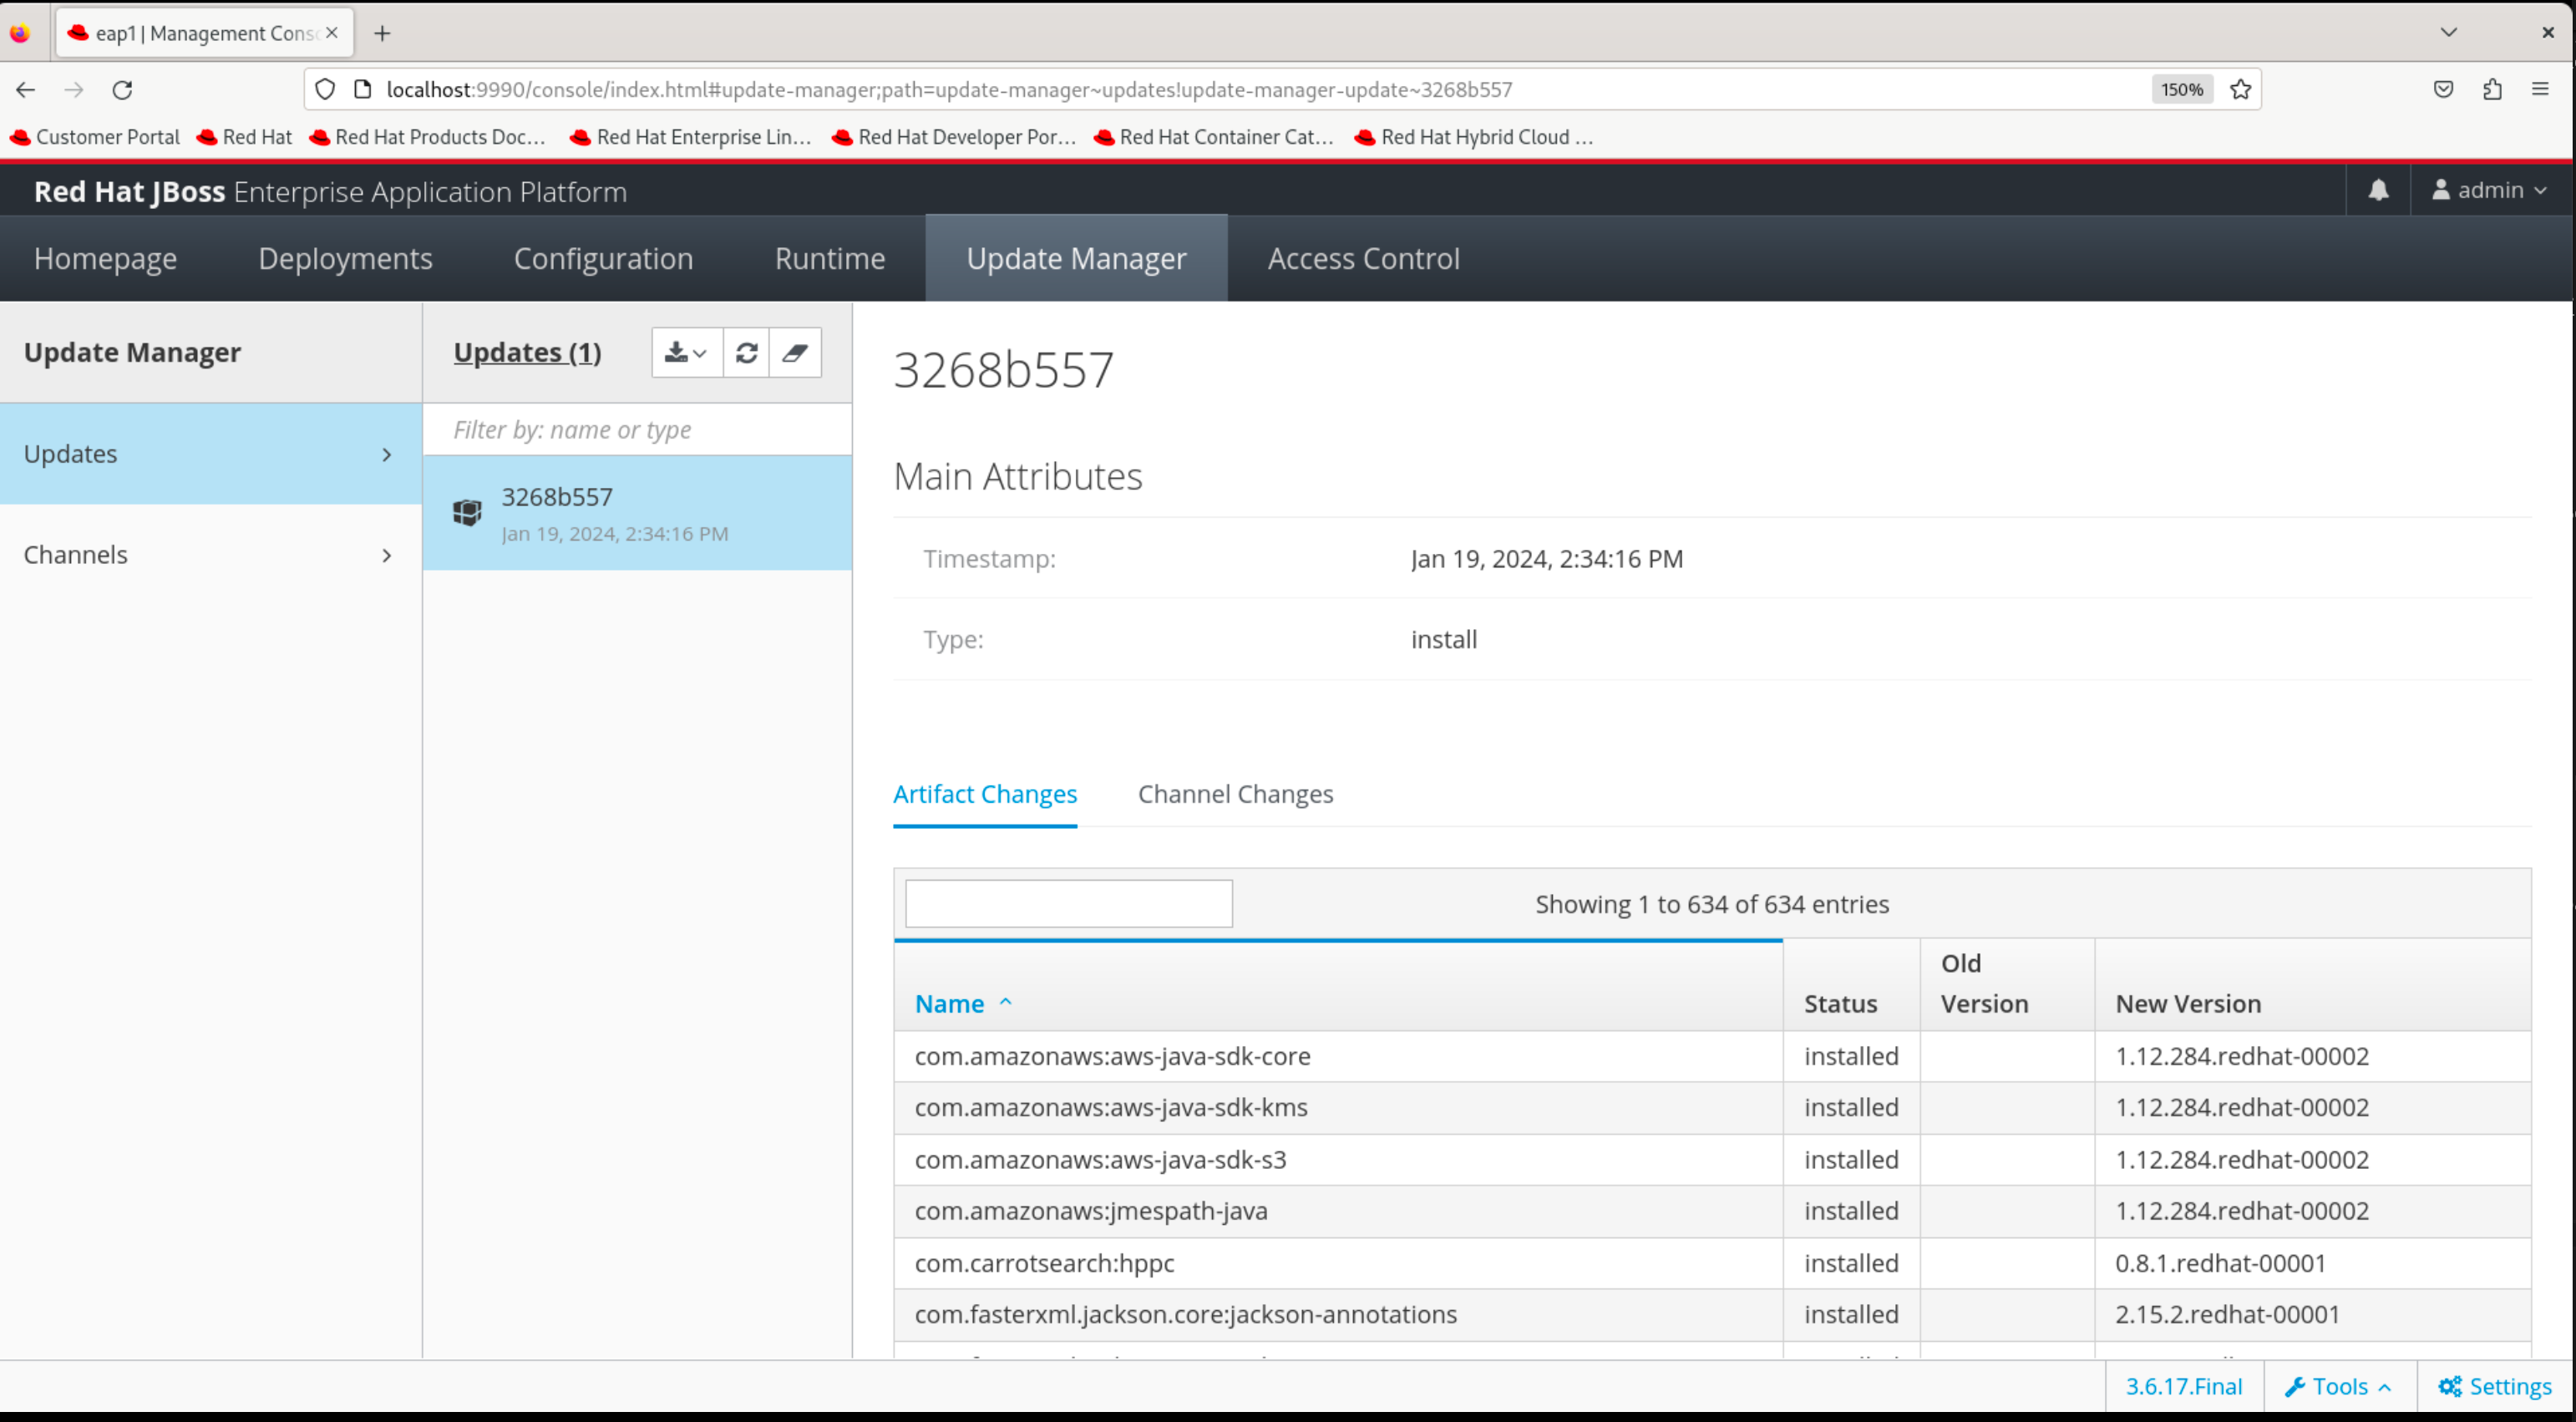 eap1 | Management Conso
localhost:9990/console/index.html#update-manager;path=update-manager~updates!update-manager-update~3268b557
150%
Customer Portal Red Hat Red Hat Products Doc... Red Hat Enterprise Lin... Red Hat Developer Por... Red Hat Container Cat... Red Hat Hybrid Cloud ...
Red Hat JBoss Enterprise Application Platform
admin
Homepage Deployments Configuration Runtime Update Manager Access Control
Update Manager
Updates
Channels
Updates (1)
Filter by: name or type
3268b557
Jan 19, 2024, 2:34:16 PM
3268b557
Main Attributes
Timestamp: Jan 19, 2024, 2:34:16 PM
Type: install
Artifact Changes Channel Changes
Showing 1 to 634 of 634 entries
Name Status Old Version New Version
com.amazonaws:aws-java-sdk-core installed 1.12.284.redhat-00002
com.amazonaws:aws-java-sdk-kms installed 1.12.284.redhat-00002
com.amazonaws:aws-java-sdk-s3 installed 1.12.284.redhat-00002
com.amazonaws:jmespath-java installed 1.12.284.redhat-00002
com.carrotsearch:hppc installed 0.8.1.redhat-00001
com.fasterxml.jackson.core:jackson-annotations installed 2.15.2.redhat-00001
3.6.17.Final Tools Settings